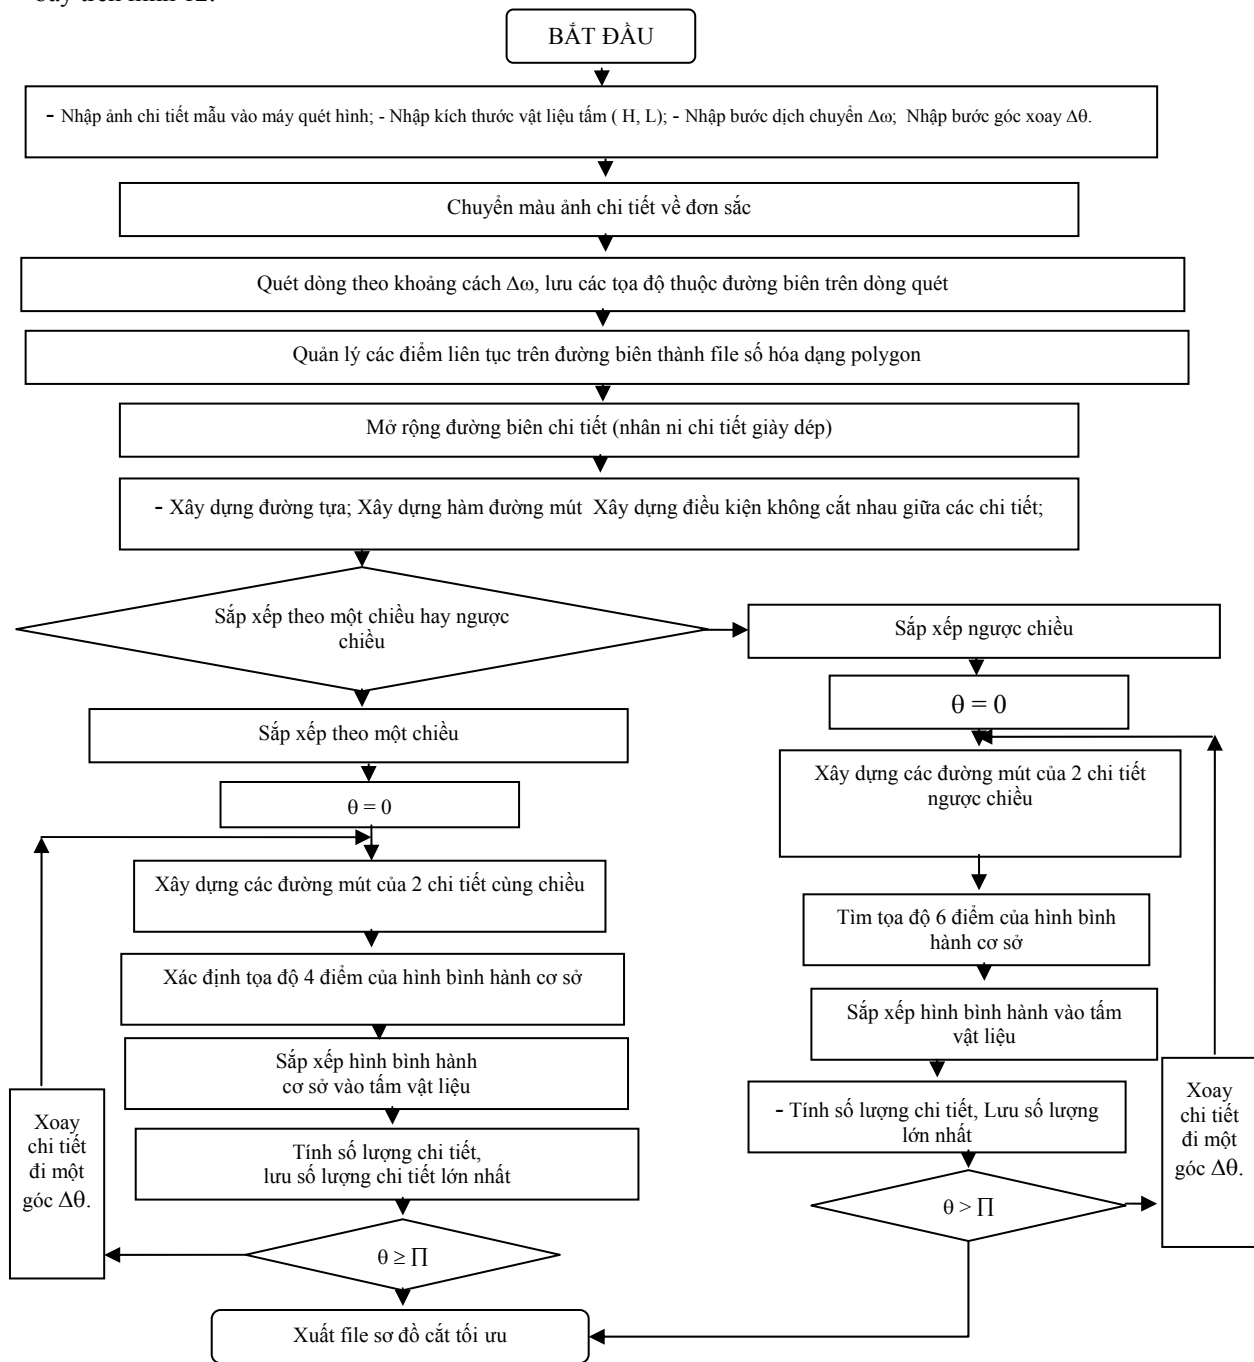 bày trên hình 12.
BẮT ĐẦU
- Nhập ảnh chi tiết mẫu vào máy quét hình; - Nhập kích thước vật liệu tấm ( H, L); - Nhập bước dịch chuyển Δω; Nhập bước góc xoay Δθ.
Chuyển màu ảnh chi tiết về đơn sắc
Quét dòng theo khoảng cách Δω, lưu các tọa độ thuộc đường biên trên dòng quét
Quản lý các điểm liên tục trên đường biên thành file số hóa dạng polygon
Mở rộng đường biên chi tiết (nhân ni chi tiết giày dép)
- Xây dựng đường tựa; Xây dựng hàm đường mút Xây dựng điều kiện không cắt nhau giữa các chi tiết;
Sắp xếp theo một chiều hay ngược
chiều
Sắp xếp theo một chiều
θ = 0
Xây dựng các đường mút của 2 chi tiết cùng chiều
Xác định tọa độ 4 điểm của hình bình hành cơ sở
Sắp xếp hình bình hành
cơ sở vào tấm vật liệu
Tính số lượng chi tiết,
lưu số lượng chi tiết lớn nhất
θ ≥ ∏
Xoay
chi tiết
đi một
góc Δθ.
Sắp xếp ngược chiều
θ = 0
Xây dựng các đường mút của 2 chi tiết
ngược chiều
Tìm tọa độ 6 điểm của hình bình
hành cơ sở
Sắp xếp hình bình hành vào tấm
vật liệu
- Tính số lượng chi tiết, Lưu số lượng
lớn nhất
θ > ∏
Xoay
chi tiết
đi một
góc Δθ.
Xuất file sơ đồ cắt tối ưu